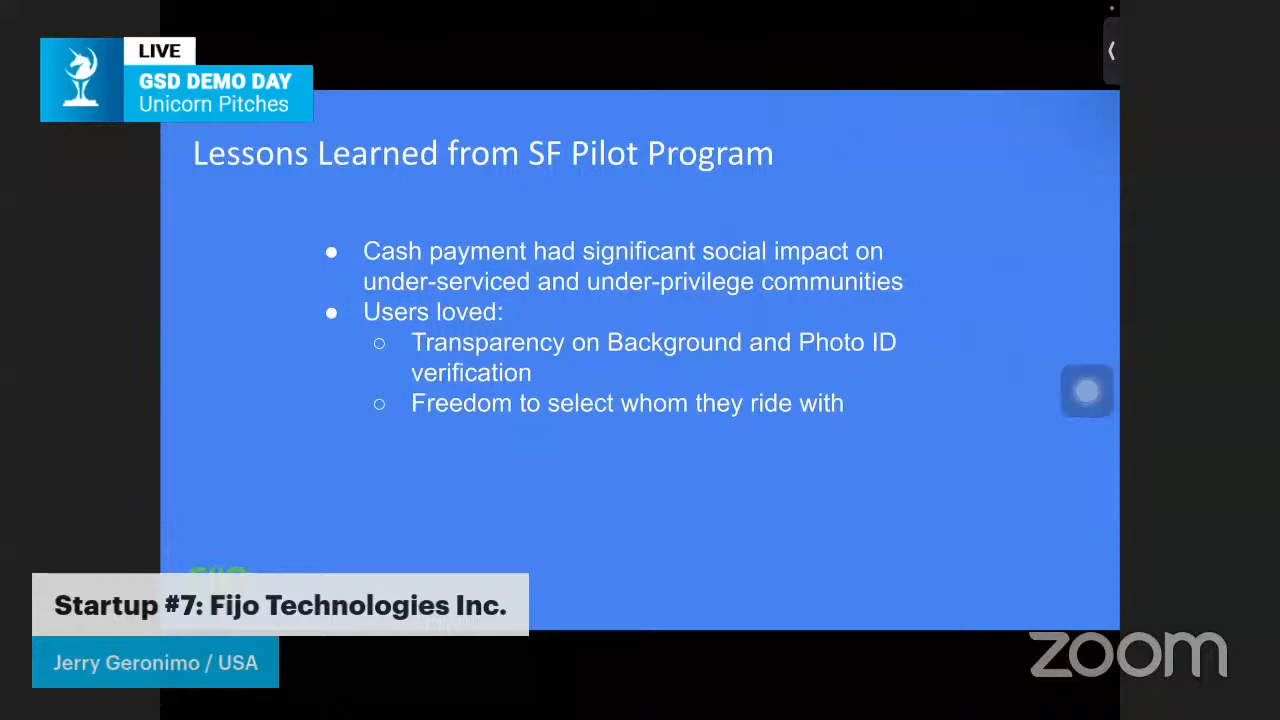 LIVE
GSD DEMO DAY
Unicorn Pitches
Lessons Learned from SF Pilot Program
● Cash payment had significant social impact on
under-serviced and under-privilege communities
● Users loved:
○ Transparency on Background and Photo ID
verification
○ Freedom to select whom they ride with
Startup #7: Fijo Technologies Inc.
Jerry Geronimo / USA
zoom